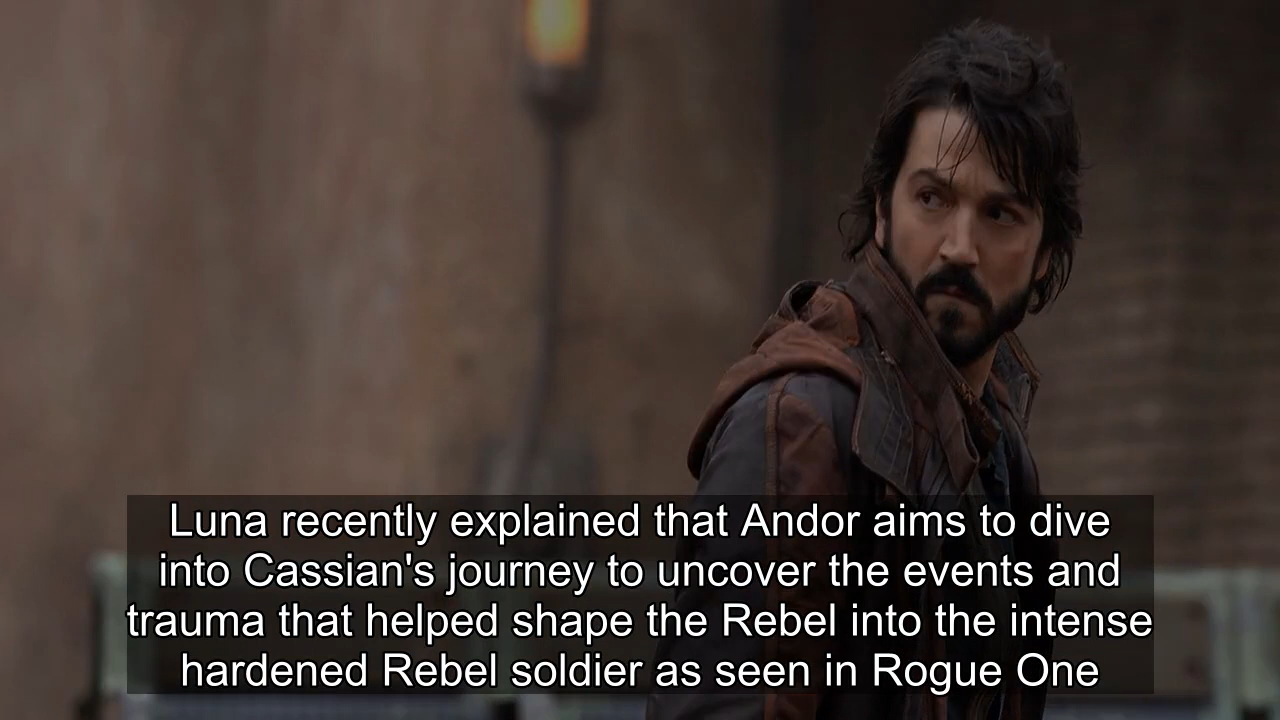 Luna recently explained that Andor aims to dive
into Cassian's journey to uncover the events and
trauma that helped shape the Rebel into the intense
hardened Rebel soldier as seen in Rogue One